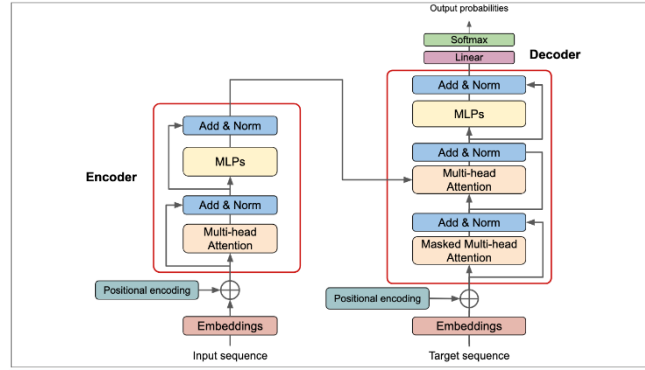 Output probabilities
Softmax
Linear
Decoder
Add & Norm
MLPs
Add & Norm
Multi-head
Attention
Add & Norm
Masked Multi-head
Attention
Positional encoding
Embeddings
Target sequence
Encoder
Add & Norm
MLPs
Add & Norm
Multi-head
Attention
Positional encoding
Embeddings
Input sequence